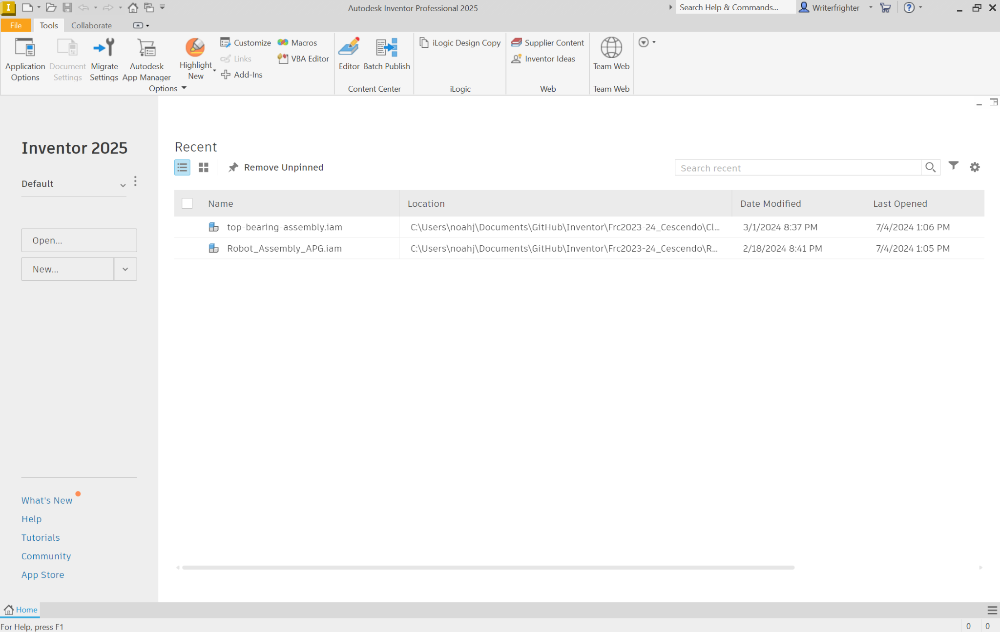 I
Autodesk Inventor Professional 2025
Search Help & Commands...
Writerfrighter
?
File
Tools
Collaborate
Application Options
Document Settings
Migrate Settings
Autodesk App Manager
Highlight New
Customize
Links
Add-Ins
Macros
VBA Editor
Options
Editor
Batch Publish
Content Center
iLogic Design Copy
iLogic
Supplier Content
Inventor Ideas
Web
Team Web
Team Web
Inventor 2025
Default
Open...
New...
Recent
Remove Unpinned
Search recent
Name Location Date Modified Last Opened
top-bearing-assembly.iam C:\Users\noahj\Documents\GitHub\Inventor\Frc2023-24_Cescendo\Cl... 3/1/2024 8:37 PM 7/4/2024 1:06 PM
Robot_Assembly_APG.iam C:\Users\noahj\Documents\GitHub\Inventor\Frc2023-24_Cescendo\R... 2/18/2024 8:41 PM 7/4/2024 1:05 PM
What's New
Help
Tutorials
Community
App Store
Home
For Help, press F1
0 0